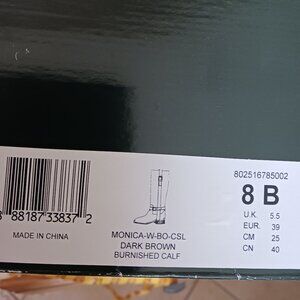 802516785002
8 B
U.K. 5.5
EUR 39
CM 25
CN 40
88187 33837 2
MADE IN CHINA
MONICA-W-BO-CSL
DARK BROWN
BURNISHED CALF